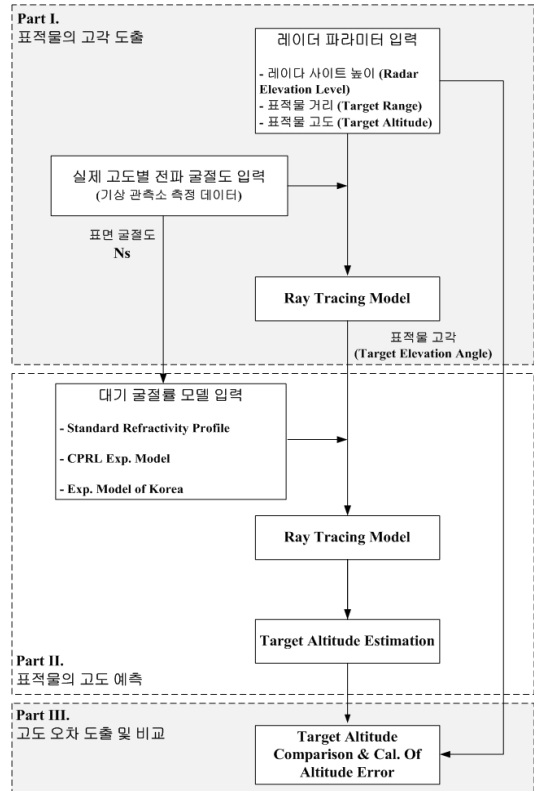 Part I.
표적물의 고각 도출
레이더 파라미터 입력
- 레이다 사이트 높이 (Radar
Elevation Level)
- 표적물 거리 (Target Range)
- 표적물 고도 (Target Altitude)
실제 고도별 전파 굴절도 입력
(기상 관측소 측정 데이터)
표면 굴절도
Ns
Ray Tracing Model
표적물 고각
(Target Elevation Angle)
대기 굴절률 모델 입력
- Standard Refractivity Profile
- CPRL Exp. Model
- Exp. Model of Korea
Ray Tracing Model
Target Altitude Estimation
Part II.
표적물의 고도 예측
Part III.
고도 오차 도출 및 비교
Target Altitude
Comparison & Cal. Of
Altitude Error